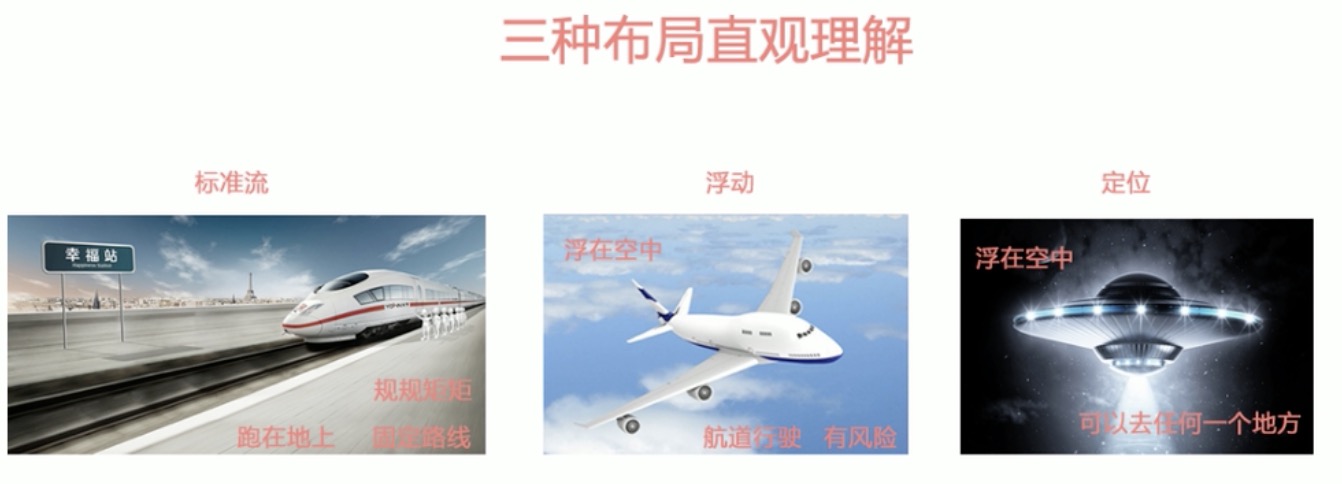 三种布局直观理解
标准流
浮动
定位
幸福站
规规矩矩
跑在地上 固定路线
浮在空中
航道行驶 有风险
浮在空中
可以去任何一个地方